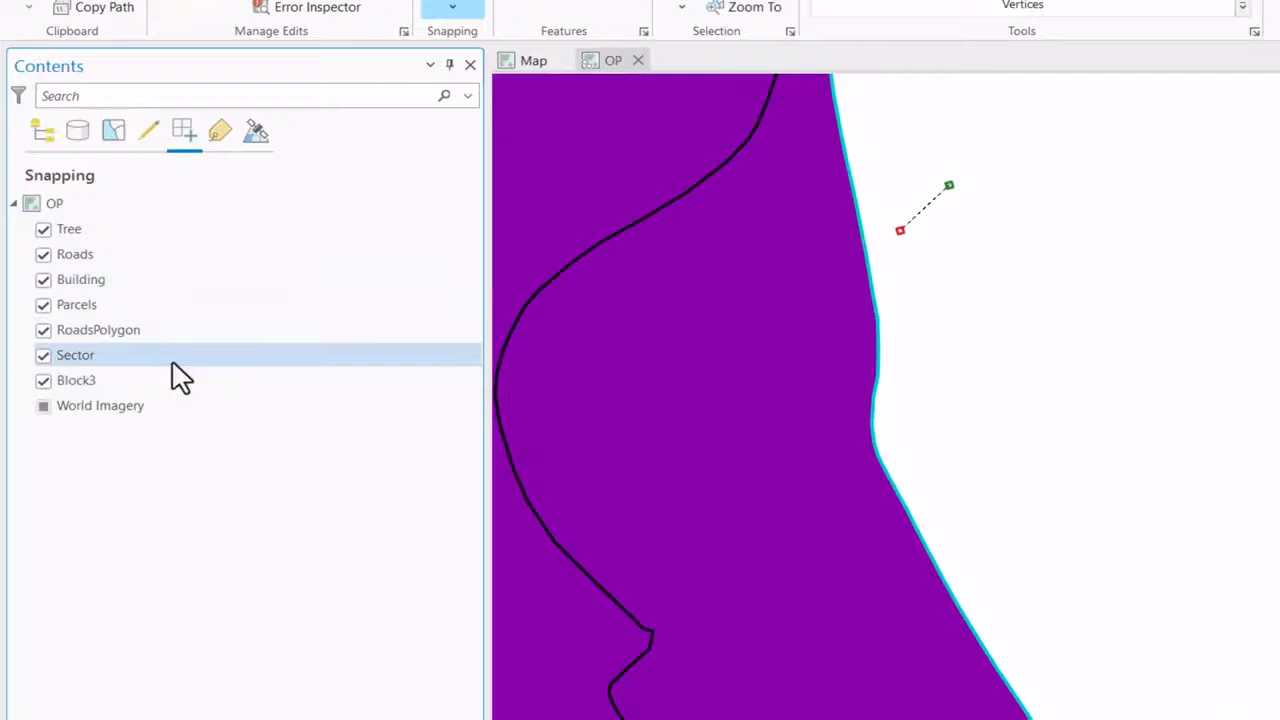 Copy Path
Error Inspector
Zoom To
Vertices
Clipboard
Manage Edits
Snapping
Features
Selection
Tools
Contents
Map
OP
Search
Snapping
OP
Tree
Roads
Building
Parcels
RoadsPolygon
Sector
Block3
World Imagery